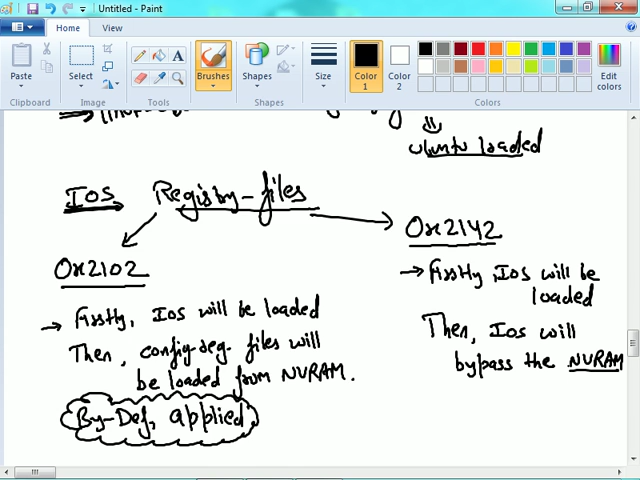 Untitled - Paint
Home
View
Paste
Select
Brushes
Shapes
Size
Color
1
Color
2
Edit
colors
Clipboard
Image
Tools
Shapes
Colors
Ubuntu loaded
IOS Registry-files
0x2102
0x2142
→ Firstly, IOS will be loaded
Then, config-reg. files will
be loaded from NVRAM.
By-Def, applied
→ Firstly, IOS will be
loaded
Then, IOS will
bypass the NVRAM